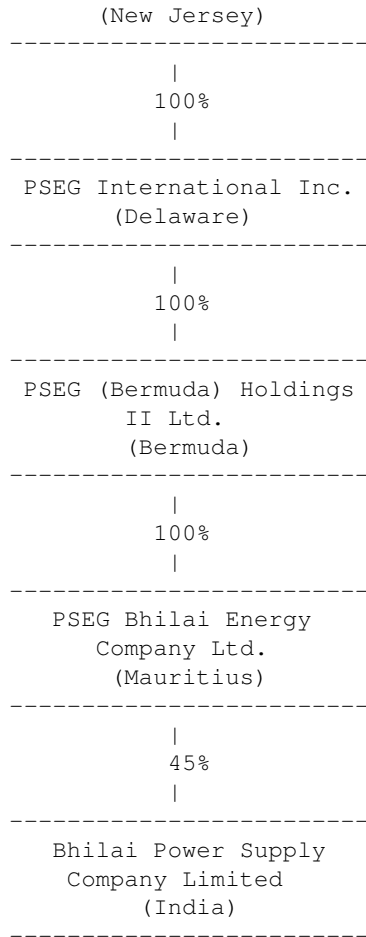 (New Jersey)
-------------------------
|
100%
|
-------------------------
PSEG International Inc.
(Delaware)
-------------------------
|
100%
|
-------------------------
PSEG (Bermuda) Holdings
II Ltd.
(Bermuda)
-------------------------
|
100%
|
-------------------------
PSEG Bhilai Energy
Company Ltd.
(Mauritius)
-------------------------
|
45%
|
-------------------------
Bhilai Power Supply
Company Limited
(India)
-------------------------